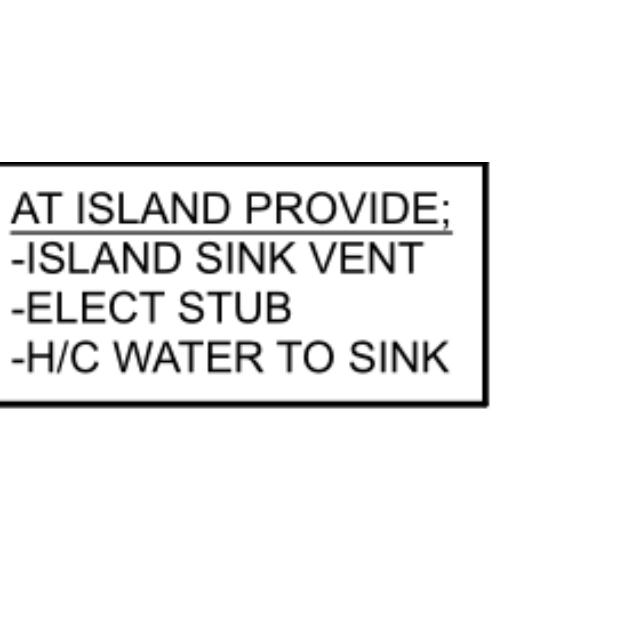 AT ISLAND PROVIDE;
-ISLAND SINK VENT
-ELECT STUB
-H/C WATER TO SINK